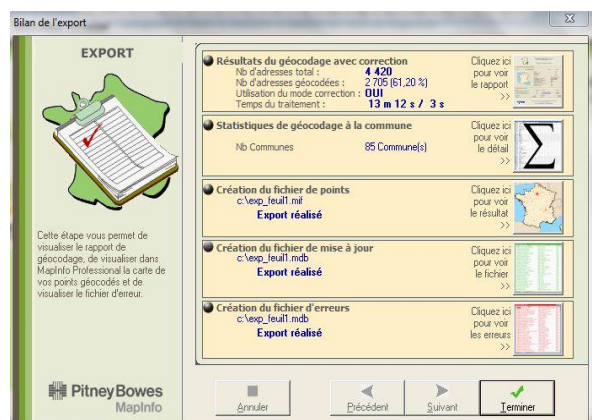 Bilan de l'export
EXPORT
Cette étape vous permet de
visualiser le rapport de
géocodage, de visualiser dans
MapInfo Professional la carte de
vos points géocodés et de
visualiser le fichier d'erreur.
PitneyBowes
MapInfo
Résultats du géocodage avec correction
Nb d'adresses total : 4 420
Nb d'adresses géocodées : 2 705 (61,20 %)
Utilisation du mode correction : OUI
Temps du traitement : 13 m 12 s / 3 s
Cliquez ici
pour voir
le rapport
>>
Statistiques de géocodage à la commune
Nb Communes 85 Commune(s)
Cliquez ici
pour voir
le détail
>>
Σ
Création du fichier de points
c:\exp_feuil1.mif
Export réalisé
Cliquez ici
pour voir
le résultat
>>
Création du fichier de mise à jour
c:\exp_feuil1.mdb
Export réalisé
Cliquez ici
pour voir
le fichier
>>
Création du fichier d'erreurs
c:\exp_feuil1.mdb
Export réalisé
Cliquez ici
pour voir
les erreurs
>>
Annuler
Précédent
Suivant
Terminer